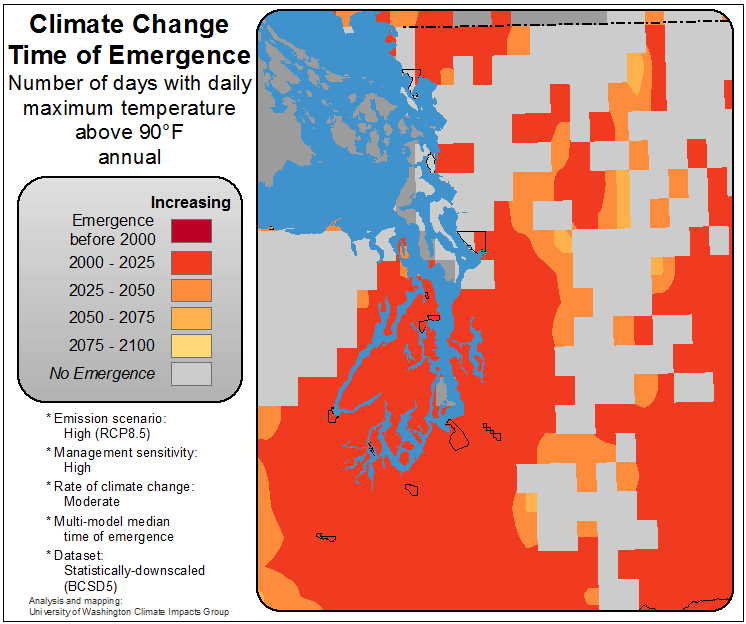 Climate Change
Time of Emergence
Number of days with daily
maximum temperature
above 90°F
annual
Increasing
Emergence
before 2000
2000 - 2025
2025 - 2050
2050 - 2075
2075 - 2100
No Emergence
* Emission scenario:
High (RCP8.5)
* Management sensitivity:
High
* Rate of climate change:
Moderate
* Multi-model median
time of emergence
* Dataset:
Statistically-downscaled
(BCSD5)
Analysis and mapping:
University of Washington Climate Impacts Group